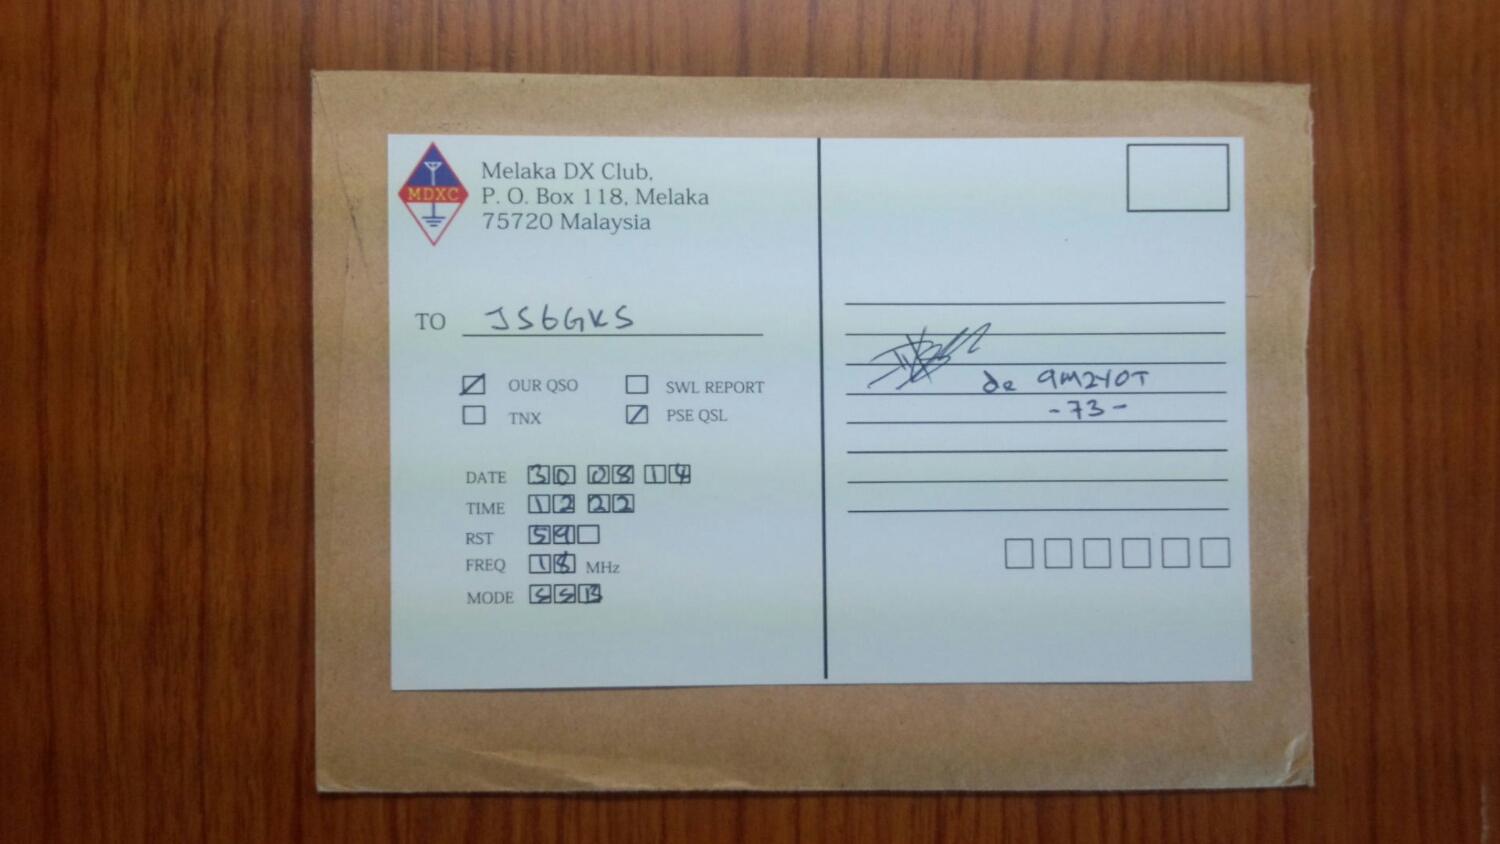 MDXC
Melaka DX Club,
P. O. Box 118, Melaka
75720 Malaysia
TO JS6GKS
OUR QSO SWL REPORT
TNX PSE QSL
DATE 30 08 14
TIME 12 22
RST 59
FREQ 18 MHz
MODE SSB
de 9M2YOT
-73-